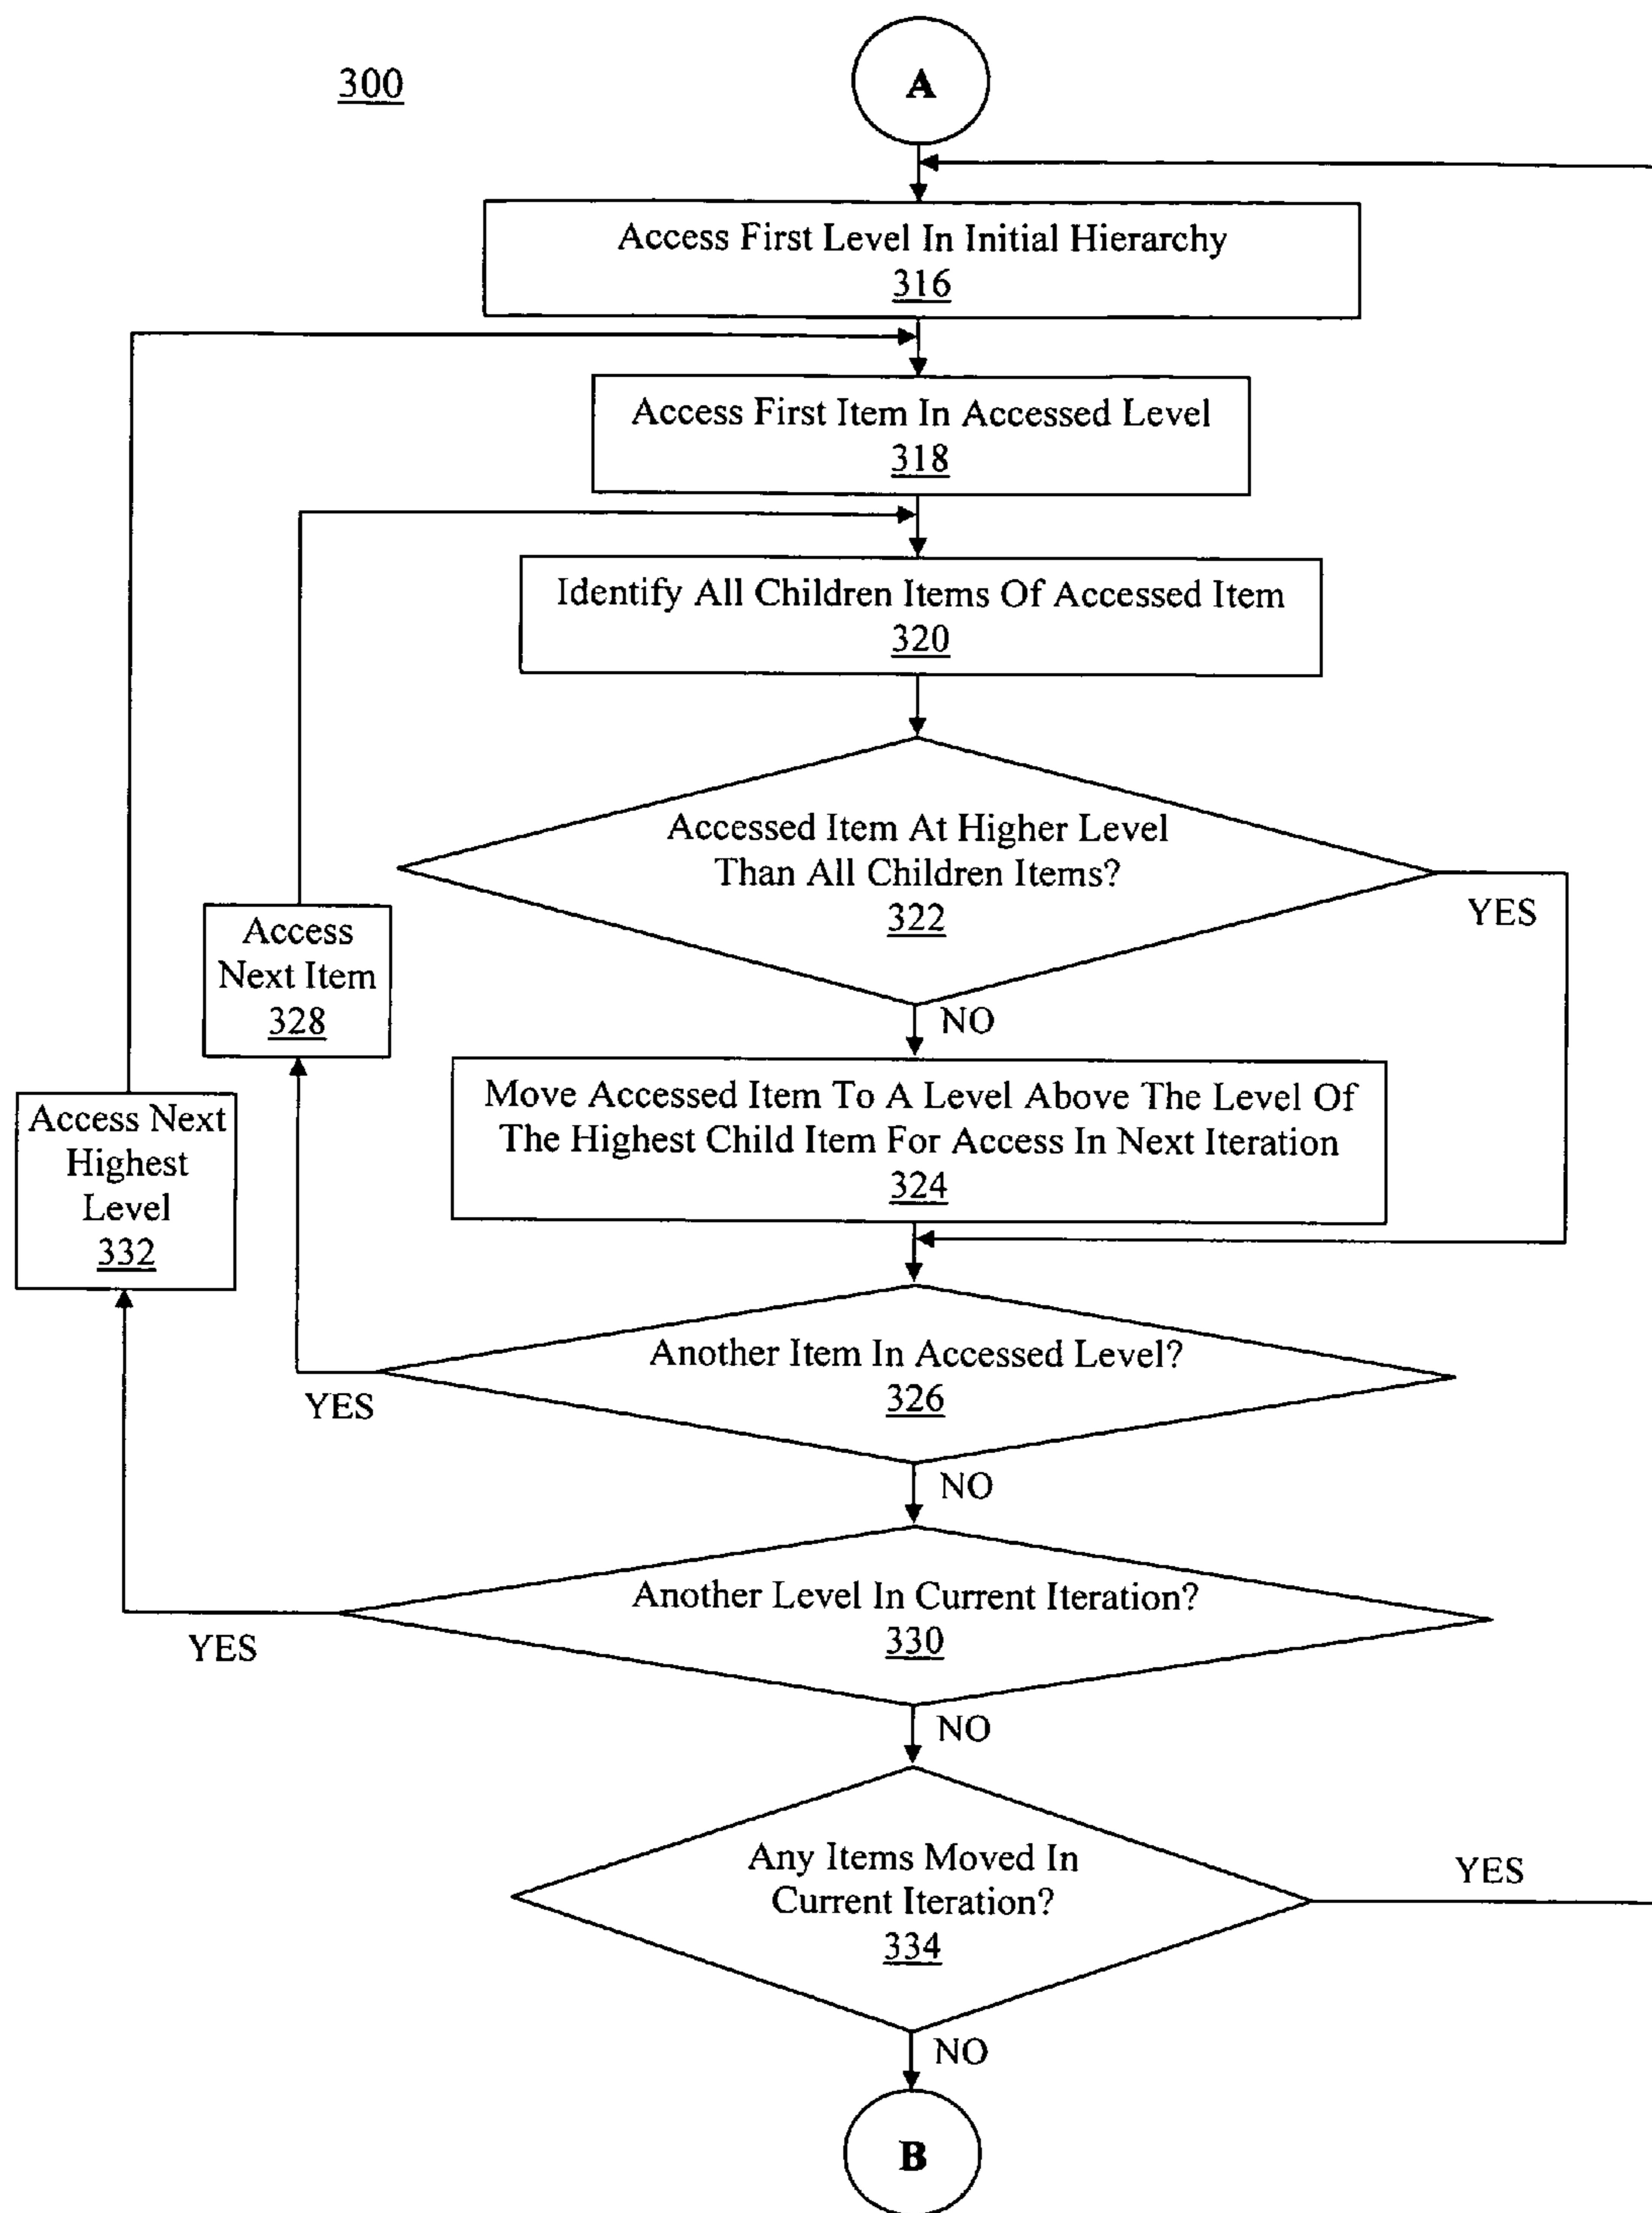 300
A
Access First Level In Initial Hierarchy
316
Access First Item In Accessed Level
318
Identify All Children Items Of Accessed Item
320
Accessed Item At Higher Level
Than All Children Items?
322
YES
Access
Next Item
328
NO
Move Accessed Item To A Level Above The Level Of
The Highest Child Item For Access In Next Iteration
324
Access Next
Highest
Level
332
Another Item In Accessed Level?
326
YES
NO
Another Level In Current Iteration?
330
YES
NO
Any Items Moved In
Current Iteration?
334
YES
NO
B